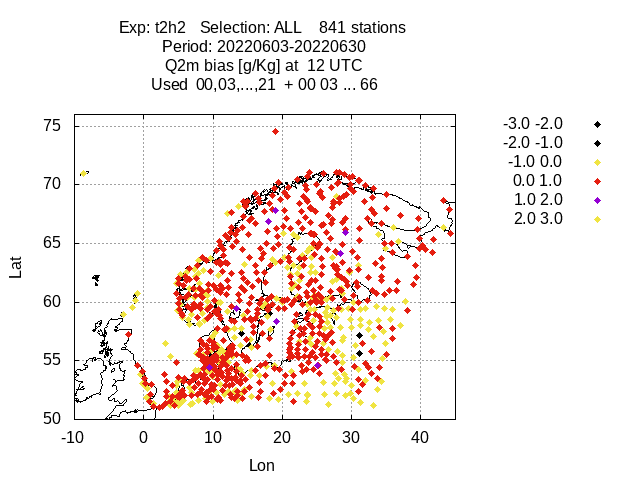 Exp: t2h2 Selection: ALL 841 stations
Period: 20220603-20220630
Q2m bias [g/Kg] at 12 UTC
Used 00,03,...,21 + 00 03 ... 66
75
70
65
60
55
50
Lat
-10 0 10 20 30 40
Lon
-3.0 -2.0
-2.0 -1.0
-1.0 0.0
0.0 1.0
1.0 2.0
2.0 3.0